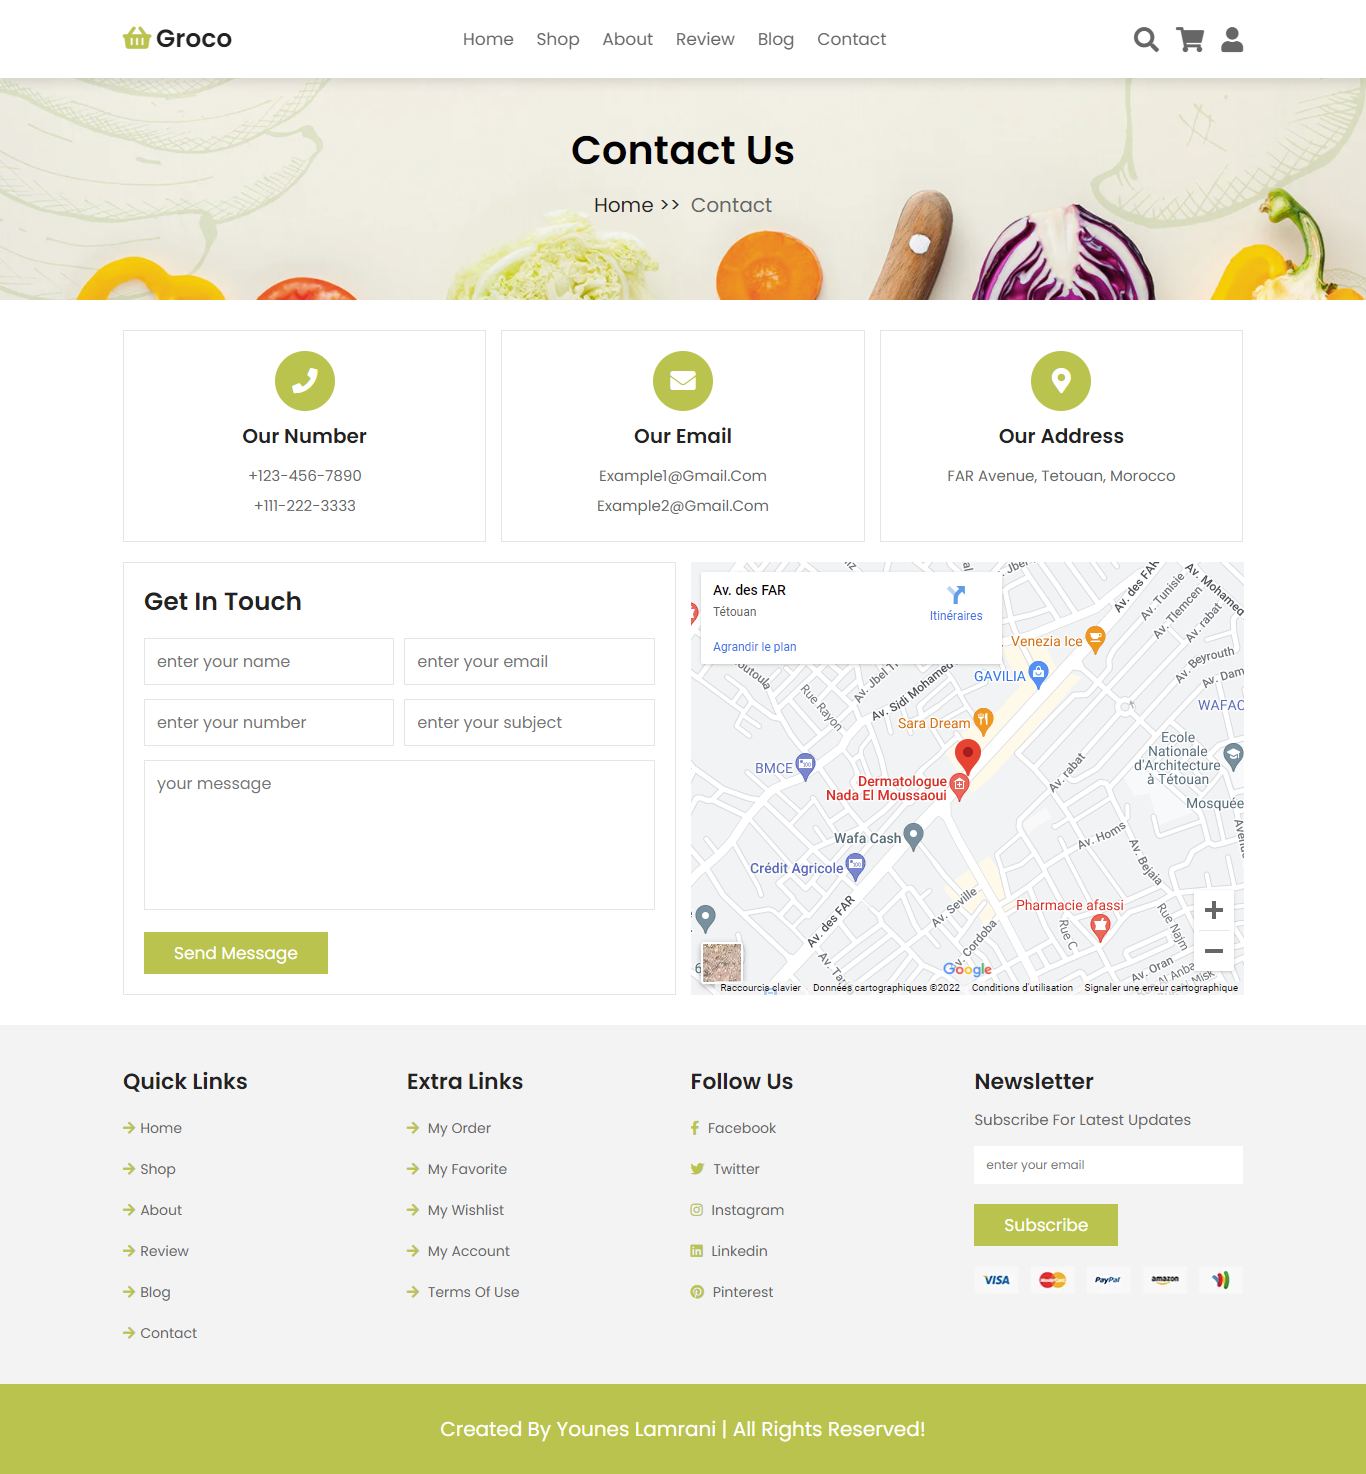 Groco
Home Shop About Review Blog Contact
Contact Us
Home >> Contact
Our Number
+123-456-7890
+111-222-3333
Our Email
Example1@Gmail.Com
Example2@Gmail.Com
Our Address
FAR Avenue, Tetouan, Morocco
Get In Touch
enter your name
enter your email
enter your number
enter your subject
your message
Send Message
Av. des FAR
Tétouan
Itinéraires
Agrandir le plan
Av. des FAR
Av. Mohamed
Av. Tunisie
Av. Tlemcen
Av. rabat
Venezia Ice
Av. Beyrouth
Av. Jbel
Av. Sidi Mohamed
GAVILIA
Av. Dam
Rue Rayon
WAFAC
Sara Dream
Ecole
Nationale
d'Architecture
à Tétouan
BMCE
Av. rabat
Dermatologue
Nada El Moussaoui
Mosquée
Wafa Cash
Av. Homs
Avenue
Crédit Agricole
Av. Bejaia
Av. Seville
Pharmacie afassi
Av. des FAR
Rue C
Rue Najm
Av. Cordoba
Av. Oran
Google
Raccourcis clavier Données cartographiques ©2022 Conditions d'utilisation Signaler une erreur cartographique
Quick Links
Home
Shop
About
Review
Blog
Contact
Extra Links
My Order
My Favorite
My Wishlist
My Account
Terms Of Use
Follow Us
Facebook
Twitter
Instagram
Linkedin
Pinterest
Newsletter
Subscribe For Latest Updates
enter your email
Subscribe
VISA MasterCard PayPal amazon
Created By Younes Lamrani | All Rights Reserved!